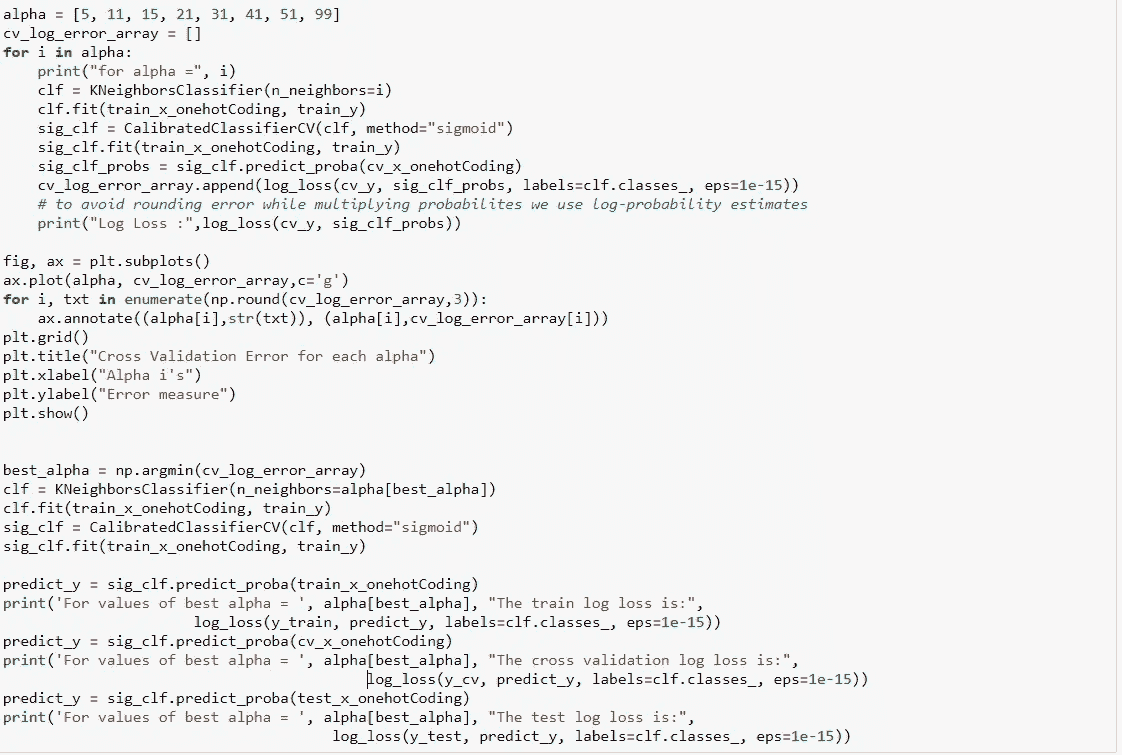 alpha = [5, 11, 15, 21, 31, 41, 51, 99]
cv_log_error_array = []
for i in alpha:
    print("for alpha =", i)
    clf = KNeighborsClassifier(n_neighbors=i)
    clf.fit(train_x_onehotCoding, train_y)
    sig_clf = CalibratedClassifierCV(clf, method="sigmoid")
    sig_clf.fit(train_x_onehotCoding, train_y)
    sig_clf_probs = sig_clf.predict_proba(cv_x_onehotCoding)
    cv_log_error_array.append(log_loss(cv_y, sig_clf_probs, labels=clf.classes_, eps=1e-15))
    # to avoid rounding error while multiplying probabilites we use log-probability estimates
    print("Log Loss :",log_loss(cv_y, sig_clf_probs))
fig, ax = plt.subplots()
ax.plot(alpha, cv_log_error_array,c='g')
for i, txt in enumerate(np.round(cv_log_error_array,3)):
    ax.annotate((alpha[i],str(txt)), (alpha[i],cv_log_error_array[i]))
plt.grid()
plt.title("Cross Validation Error for each alpha")
plt.xlabel("Alpha i's")
plt.ylabel("Error measure")
plt.show()
best_alpha = np.argmin(cv_log_error_array)
clf = KNeighborsClassifier(n_neighbors=alpha[best_alpha])
clf.fit(train_x_onehotCoding, train_y)
sig_clf = CalibratedClassifierCV(clf, method="sigmoid")
sig_clf.fit(train_x_onehotCoding, train_y)
predict_y = sig_clf.predict_proba(train_x_onehotCoding)
print('For values of best alpha = ', alpha[best_alpha], "The train log loss is:",
                      log_loss(y_train, predict_y, labels=clf.classes_, eps=1e-15))
predict_y = sig_clf.predict_proba(cv_x_onehotCoding)
print('For values of best alpha = ', alpha[best_alpha], "The cross validation log loss is:",
                                          log_loss(y_cv, predict_y, labels=clf.classes_, eps=1e-15))
predict_y = sig_clf.predict_proba(test_x_onehotCoding)
print('For values of best alpha = ', alpha[best_alpha], "The test log loss is:",
                                      log_loss(y_test, predict_y, labels=clf.classes_, eps=1e-15))